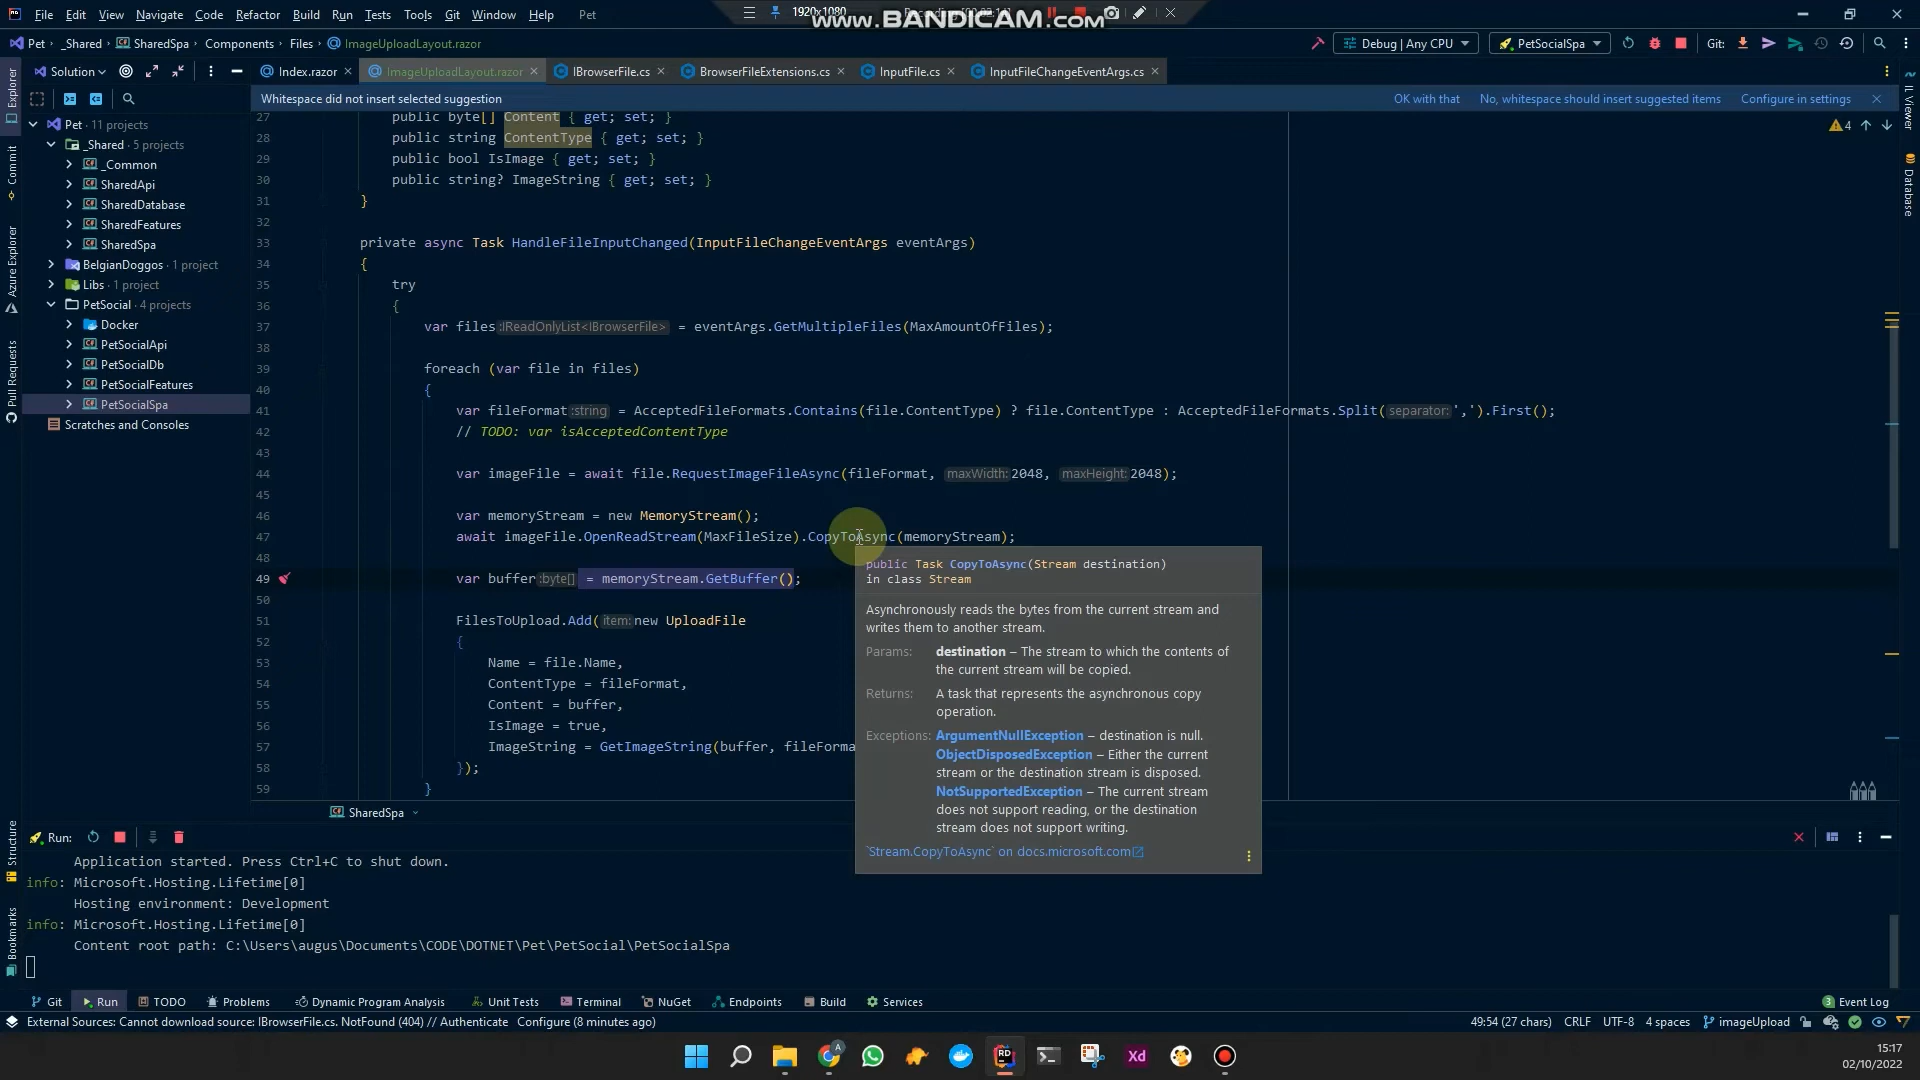 File Edit View Navigate Code Refactor Build Run Tests Tools Git Window Help Pet
1920x1080
www.BANDICAM.com
Pet _Shared SharedSpa Components Files ImageUploadLayout.razor
Debug | Any CPU PetSocialSpa Git:
Solution
Index.razor ImageUploadLayout.razor IBrowserFile.cs BrowserFileExtensions.cs InputFile.cs InputFileChangeEventArgs.cs
Whitespace did not insert selected suggestion OK with that No, whitespace should insert suggested items Configure in settings
Explorer
Commit
Azure Explorer
Pull Requests
Structure
Bookmarks
IL Viewer
Database
Pet · 11 projects
_Shared · 5 projects
_Common
SharedApi
SharedDatabase
SharedFeatures
SharedSpa
BelgianDoggos · 1 project
Libs · 1 project
PetSocial · 4 projects
Docker
PetSocialApi
PetSocialDb
PetSocialFeatures
PetSocialSpa
Scratches and Consoles
4
27 public byte[] Content { get; set; }
28 public string ContentType { get; set; }
29 public bool IsImage { get; set; }
30 public string? ImageString { get; set; }
31 }
32
33 private async Task HandleFileInputChanged(InputFileChangeEventArgs eventArgs)
34 {
35 try
36 {
37 var files :IReadOnlyList<IBrowserFile> = eventArgs.GetMultipleFiles(MaxAmountOfFiles);
38
39 foreach (var file in files)
40 {
41 var fileFormat :string = AcceptedFileFormats.Contains(file.ContentType) ? file.ContentType : AcceptedFileFormats.Split( separator: ',').First();
42 // TODO: var isAcceptedContentType
43
44 var imageFile = await file.RequestImageFileAsync(fileFormat, maxWidth: 2048, maxHeight: 2048);
45
46 var memoryStream = new MemoryStream();
47 await imageFile.OpenReadStream(MaxFileSize).CopyToAsync(memoryStream);
48
49 var buffer :byte[] = memoryStream.GetBuffer();
50
51 FilesToUpload.Add( item: new UploadFile
52 {
53 Name = file.Name,
54 ContentType = fileFormat,
55 Content = buffer,
56 IsImage = true,
57 ImageString = GetImageString(buffer, fileForma
58 });
59 }
public Task CopyToAsync(Stream destination)
in class Stream
Asynchronously reads the bytes from the current stream and
writes them to another stream.
Params: destination – The stream to which the contents of
the current stream will be copied.
Returns: A task that represents the asynchronous copy
operation.
Exceptions: ArgumentNullException – destination is null.
ObjectDisposedException – Either the current
stream or the destination stream is disposed.
NotSupportedException – The current stream
does not support reading, or the destination
stream does not support writing.
`Stream.CopyToAsync` on docs.microsoft.com
SharedSpa
Run:
Application started. Press Ctrl+C to shut down.
info: Microsoft.Hosting.Lifetime[0]
Hosting environment: Development
info: Microsoft.Hosting.Lifetime[0]
Content root path: C:\Users\augus\Documents\CODE\DOTNET\Pet\PetSocial\PetSocialSpa
Git Run TODO Problems Dynamic Program Analysis Unit Tests Terminal NuGet Endpoints Build Services 3 Event Log
External Sources: Cannot download source: IBrowserFile.cs. NotFound (404) // Authenticate Configure (8 minutes ago) 49:54 (27 chars) CRLF UTF-8 4 spaces imageUpload
A
RD
Xd
15:17
02/10/2022